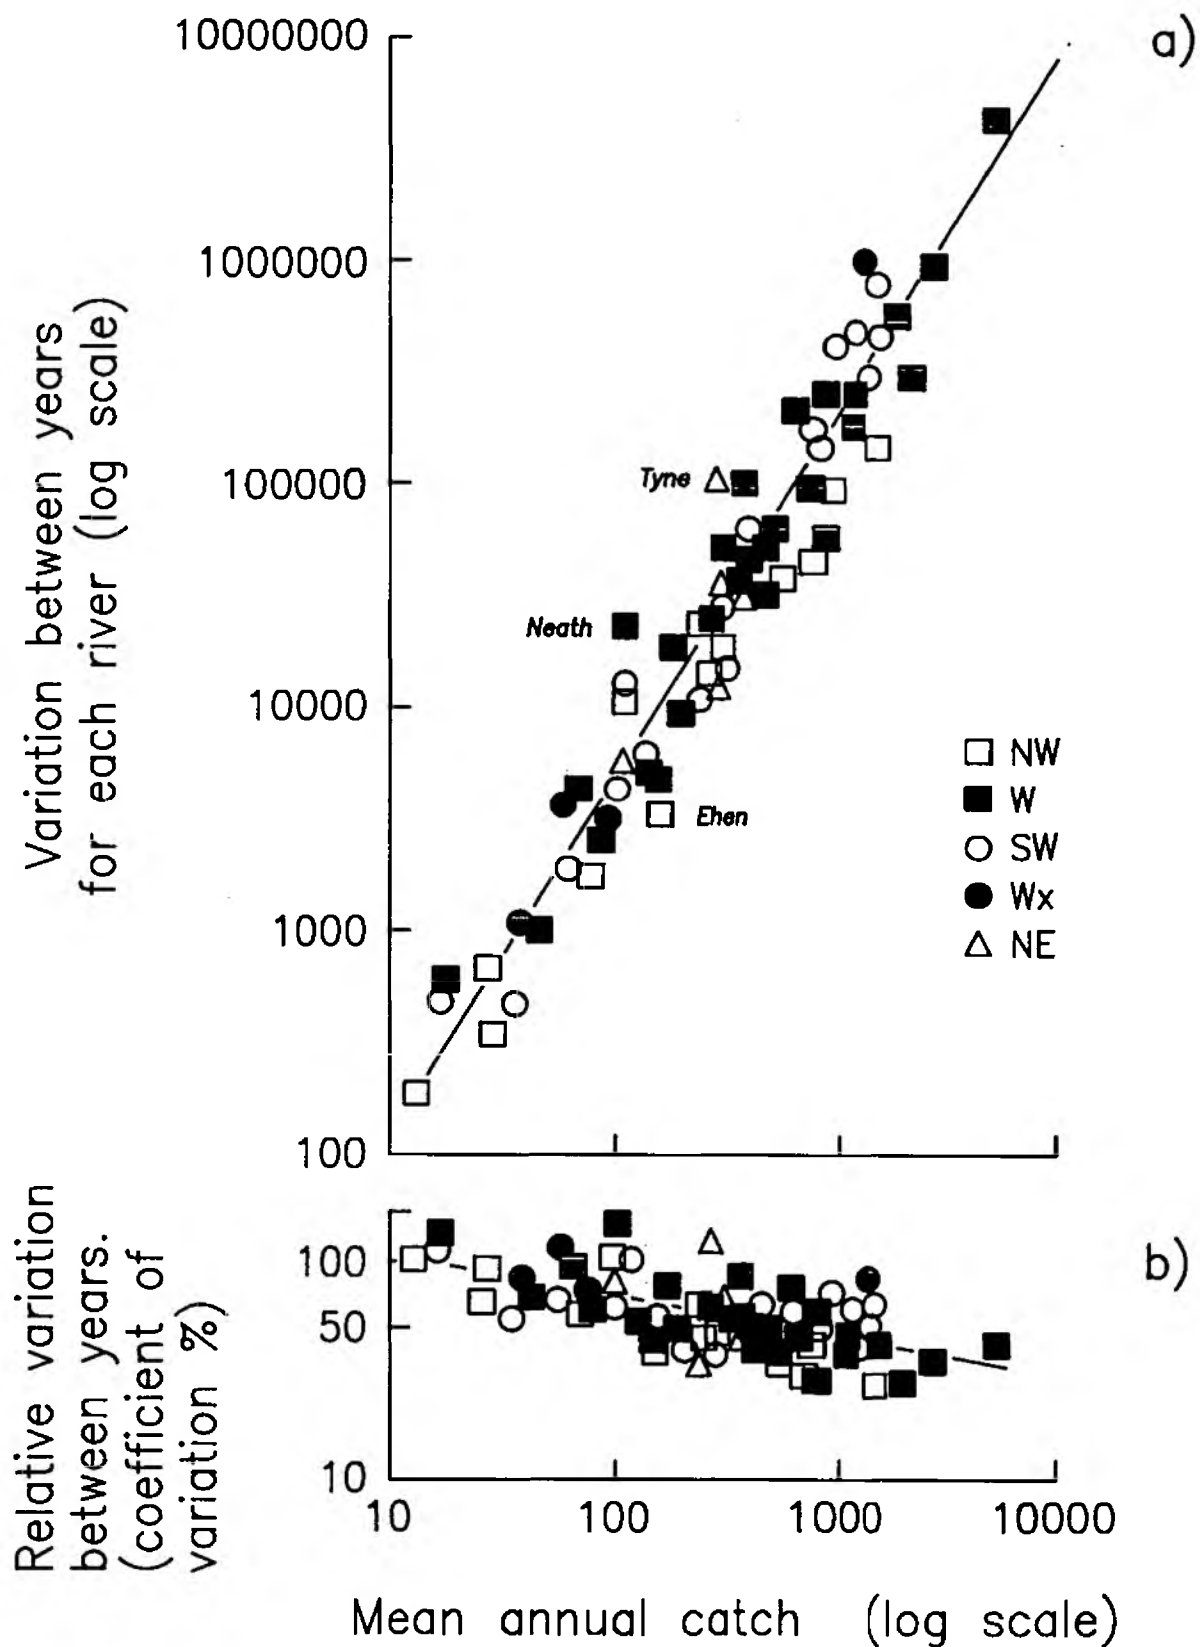 a)
10000000
1000000
100000
10000
1000
100
Variation between years
for each river (log scale)
Tyne
Neath
Ehen
NW
W
SW
Wx
NE
b)
100
50
10
Relative variation
between years.
(coefficient of
variation %)
10 100 1000 10000
Mean annual catch (log scale)